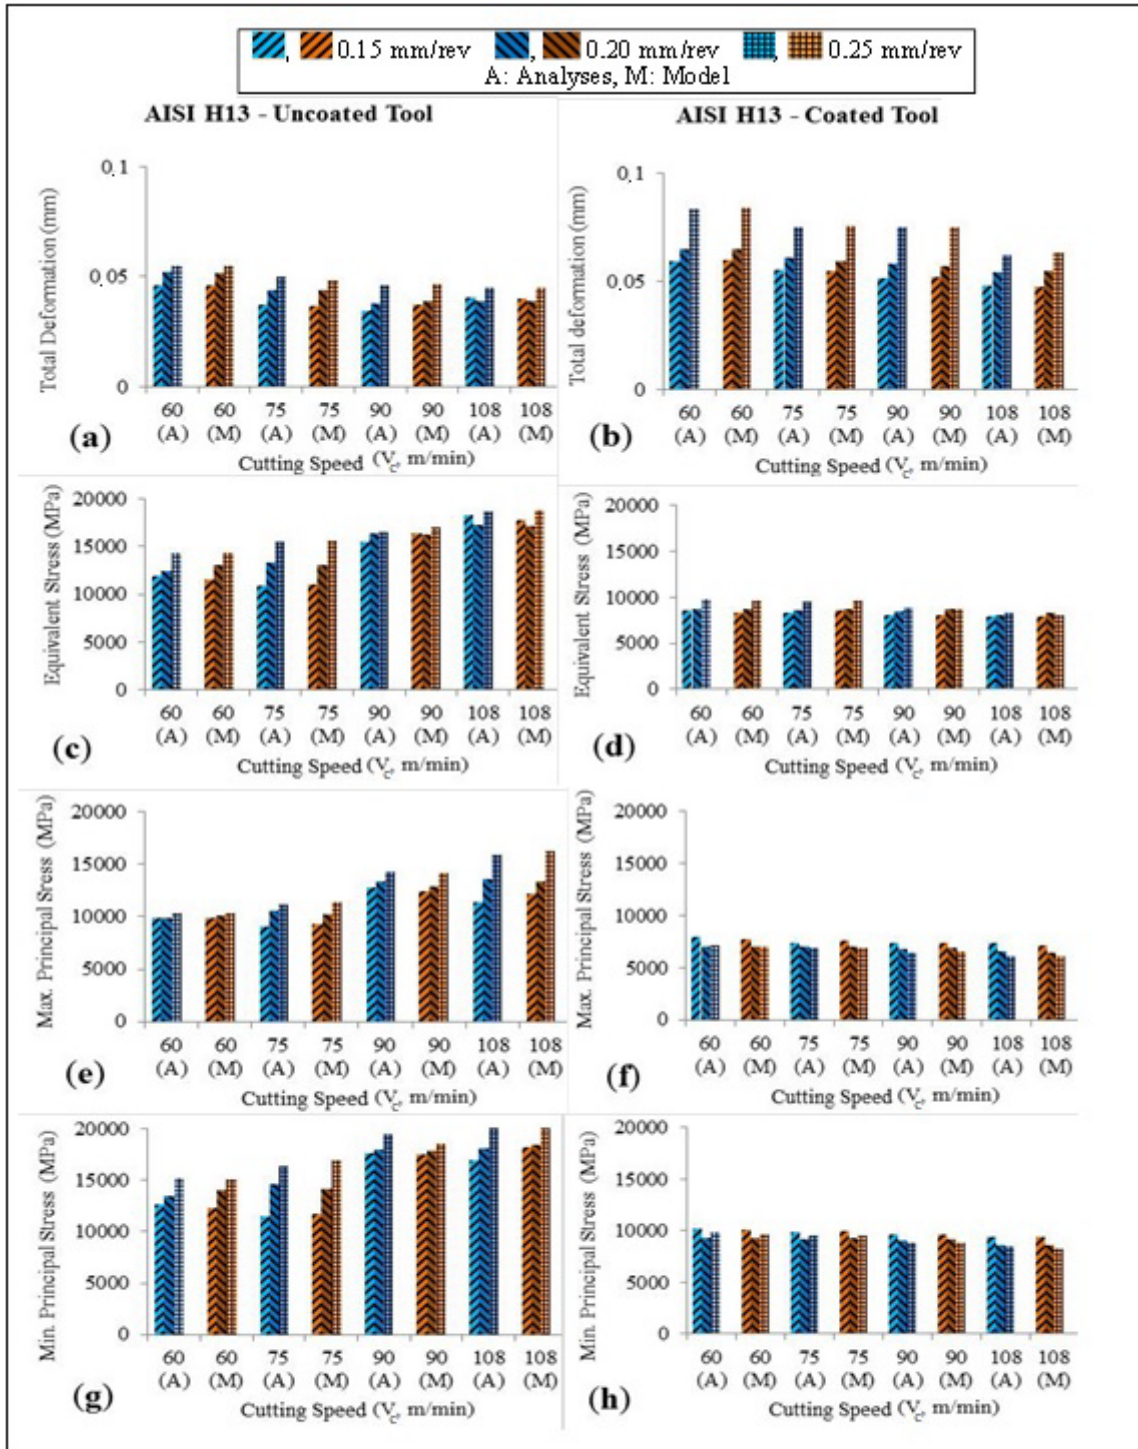 , 0.15 mm/rev , 0.20 mm/rev , 0.25 mm/rev
A: Analyses, M: Model
AISI H13 - Uncoated Tool
Total Deformation (mm)
0.1
0.05
0
60 60 75 75 90 90 108 108
(A) (M) (A) (M) (A) (M) (A) (M)
(a)
Cutting Speed (Vc, m/min)
AISI H13 - Coated Tool
Total deformation (mm)
0.1
0.05
0
60 60 75 75 90 90 108 108
(A) (M) (A) (M) (A) (M) (A) (M)
(b)
Cutting Speed (Vc, m/min)
Equivalent Stress (MPa)
20000
15000
10000
5000
0
60 60 75 75 90 90 108 108
(A) (M) (A) (M) (A) (M) (A) (M)
(c)
Cutting Speed (Vc, m/min)
Equivalent Stress (MPa)
20000
15000
10000
5000
0
60 60 75 75 90 90 108 108
(A) (M) (A) (M) (A) (M) (A) (M)
(d)
Cutting Speed (Vc, m/min)
Max. Principal Sress (MPa)
20000
15000
10000
5000
0
60 60 75 75 90 90 108 108
(A) (M) (A) (M) (A) (M) (A) (M)
(e)
Cutting Speed (Vc, m/min)
Max. Principal Stress (MPa)
20000
15000
10000
5000
0
60 60 75 75 90 90 108 108
(A) (M) (A) (M) (A) (M) (A) (M)
(f)
Cutting Speed (Vc, m/min)
Min. Principal Stress (MPa)
20000
15000
10000
5000
0
60 60 75 75 90 90 108 108
(A) (M) (A) (M) (A) (M) (A) (M)
(g)
Cutting Speed (Vc, m/min)
Min. Principal Stress (MPa)
20000
15000
10000
5000
0
60 60 75 75 90 90 108 108
(A) (M) (A) (M) (A) (M) (A) (M)
(h)
Cutting Speed (Vc, m/min)